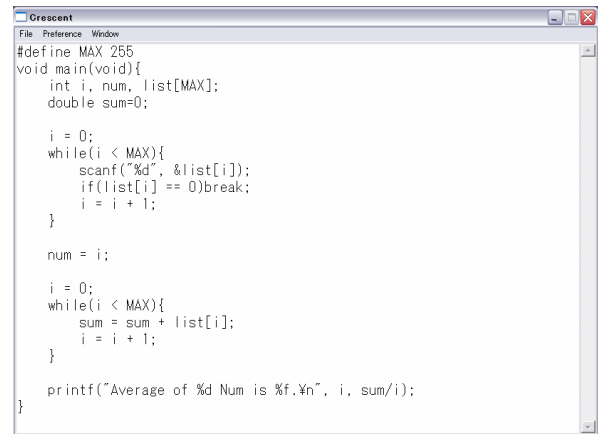 Crescent
File Preference Window
#define MAX 255
void main(void){
    int i, num, list[MAX];
    double sum=0;

    i = 0;
    while(i < MAX){
        scanf("%d", &list[i]);
        if(list[i] == 0)break;
        i = i + 1;
    }

    num = i;

    i = 0;
    while(i < MAX){
        sum = sum + list[i];
        i = i + 1;
    }

    printf("Average of %d Num is %f.¥n", i, sum/i);
}